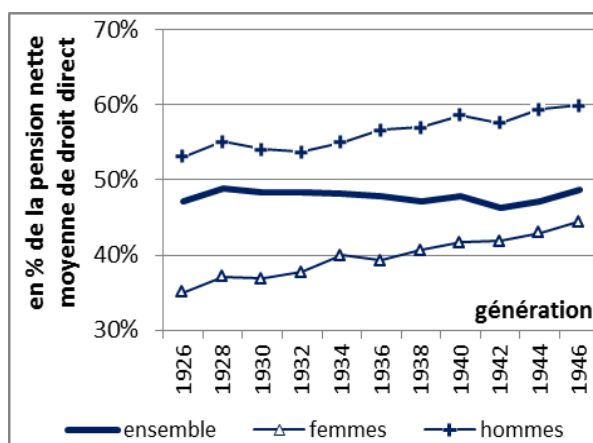 en % de la pension nette
moyenne de droit direct
70%
60%
50%
40%
30%
génération
1926
1928
1930
1932
1934
1936
1938
1940
1942
1944
1946
ensemble
femmes
hommes